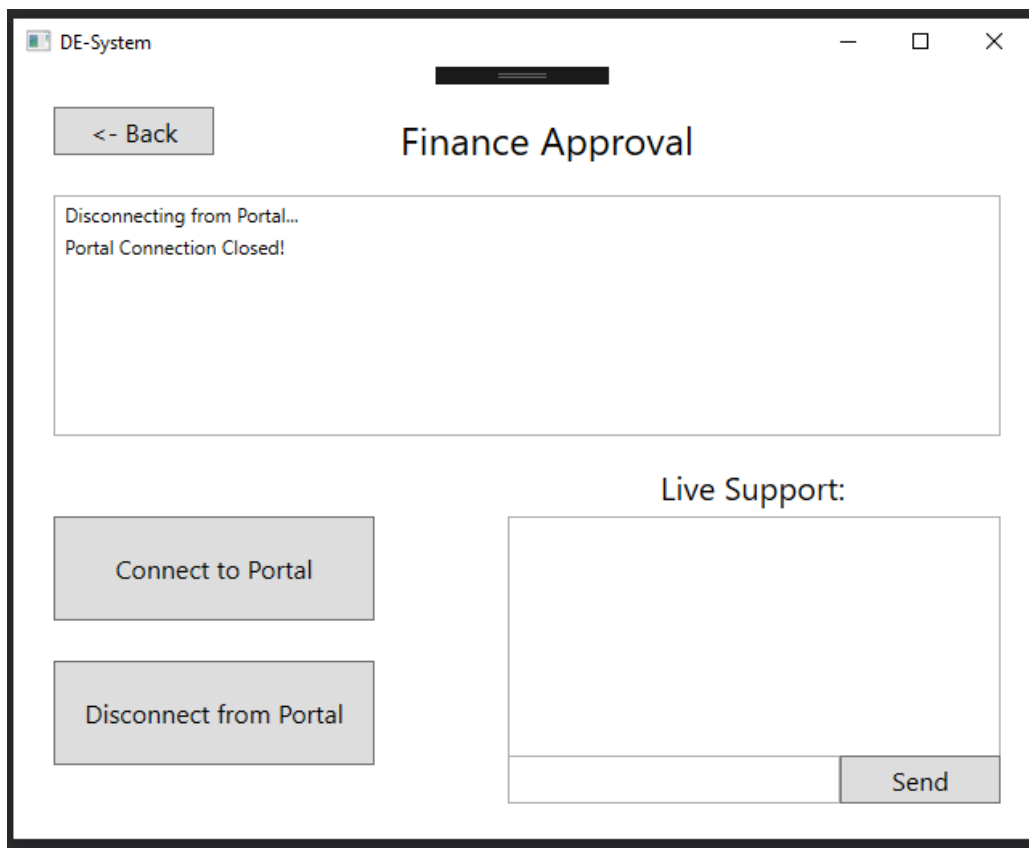 DE-System
<- Back
Finance Approval
Disconnecting from Portal...
Portal Connection Closed!
Live Support:
Connect to Portal
Disconnect from Portal
Send